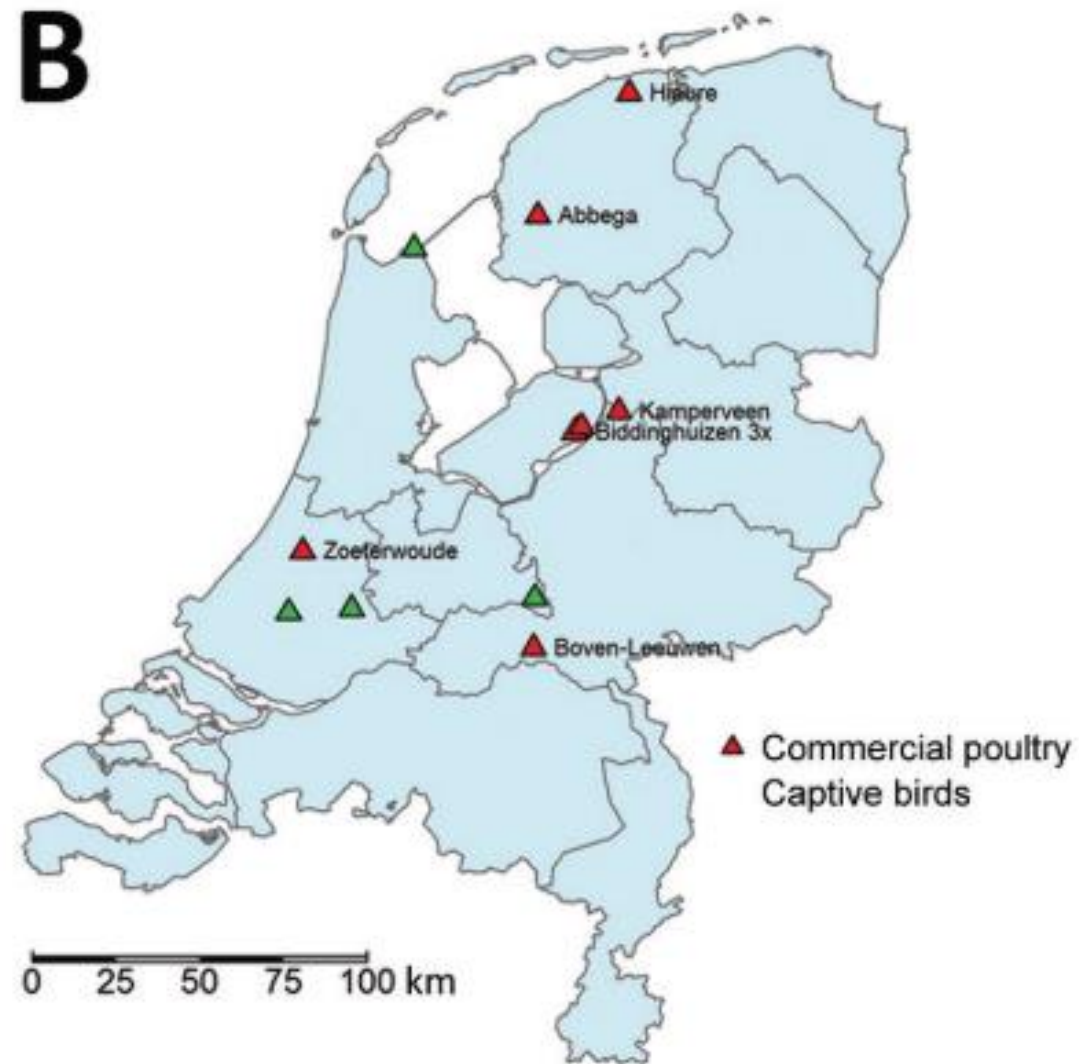 B
Hiaure
Abbega
Kamperveen
Biddinghuizen 3x
Zoeterwoude
Boven-Leeuwen
Commercial poultry
Captive birds
0 25 50 75 100 km